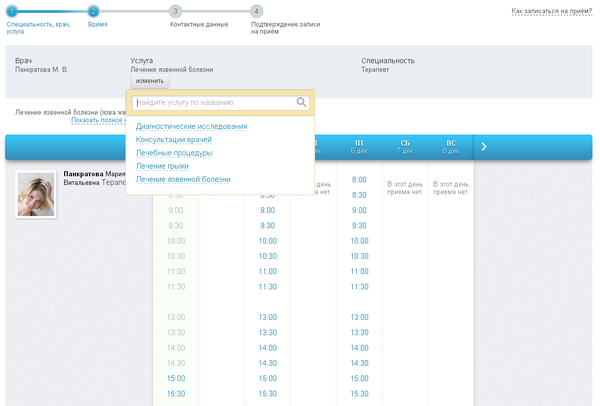 1 2 3 4
Специальность, врач, услуга
Время
Контактные данные
Подтверждение записи на приём
Как записаться на приём?
Врач
Панкратова М. В.
Услуга
Лечение язвенной болезни
изменить
Специальность
Терапевт
Найдите услугу по названию
Диагностические исследования
Консультации врачей
Лечебные процедуры
Лечение грыжи
Лечение язвенной болезни
Лечение язвенной болезни (язва же
Показать полное
ПТ СБ ВС
6 дек. 7 дек. 8 дек.
Панкратова Мария
Витальевна Терапе
день
нет.
В этот день
приёма нет.
В этот день
приёма нет.
8:00
8:30 8:30 8:30
9:00 9:00 9:00
9:30 9:30 9:30
10:00 10:00 10:00
10:30 10:30 10:30
11:00 11:00 11:00
11:30 11:30 11:30
13:00 13:00 13:00
13:30 13:30 13:30
14:00 14:00 14:00
14:30 14:30 14:30
15:00 15:00 15:00
15:30 15:30 15:30